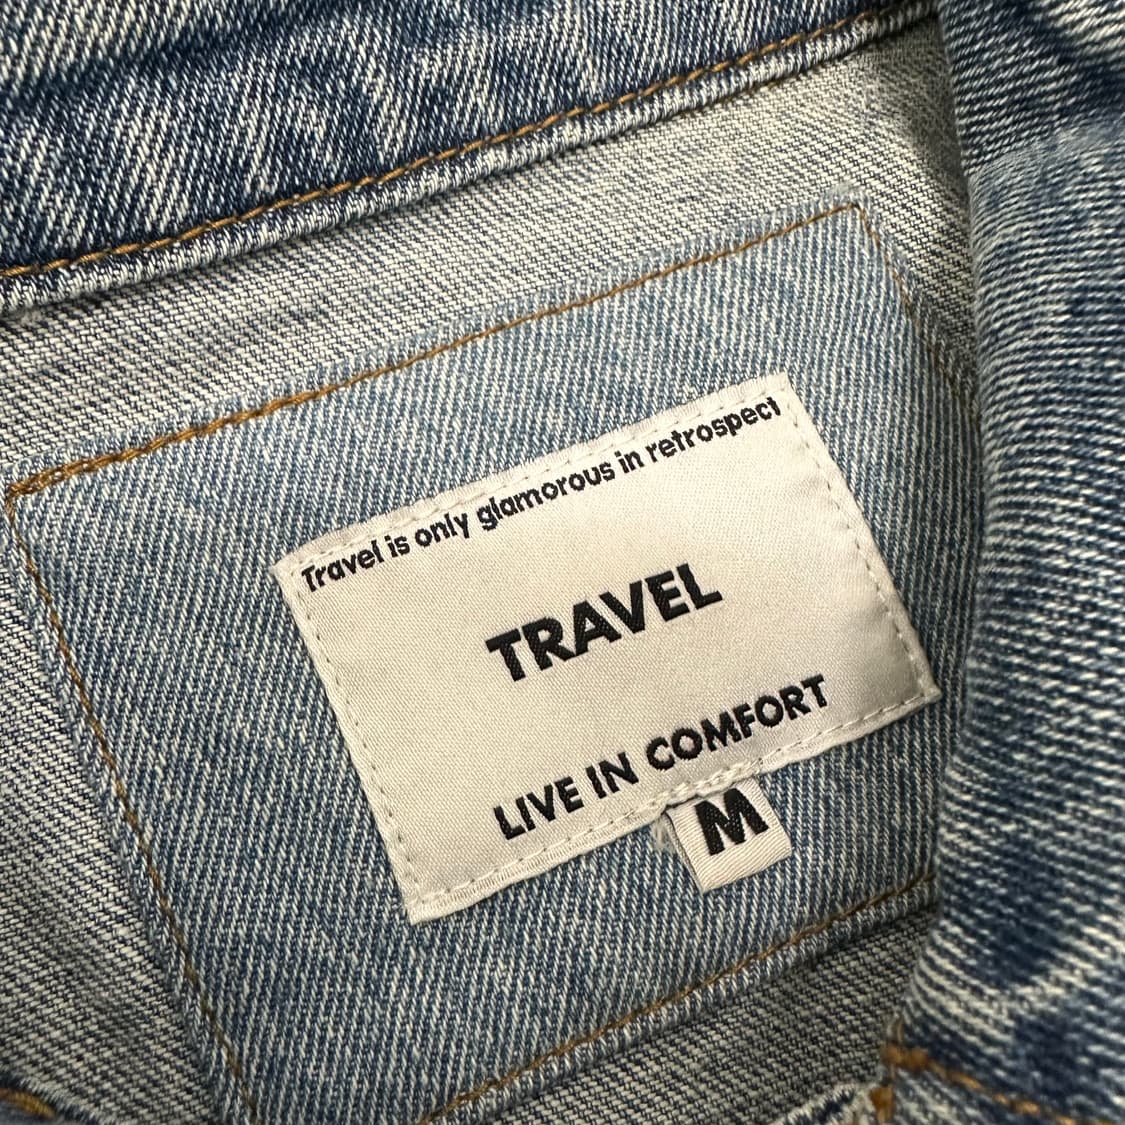 Travel is only glamorous in retrospect
TRAVEL
LIVE IN COMFORT
M